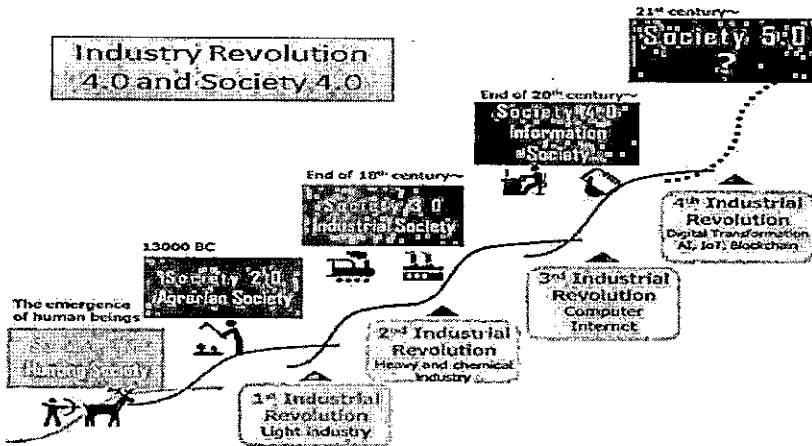 Industry Revolution
4.0 and Society 4.0
21st century~
Society 5.0
?
End of 20th century~
Society 4.0
Information
Society
End of 18th century~
Society 3.0
Industrial Society
13000 BC
Society 2.0
Agrarian Society
The emergence
of human beings
Hunting Society
1st Industrial
Revolution
Light industry
2nd Industrial
Revolution
Heavy and chemical
industry
3rd Industrial
Revolution
Computer
Internet
4th Industrial
Revolution
Digital Transformation
AI, IoT, Blockchain